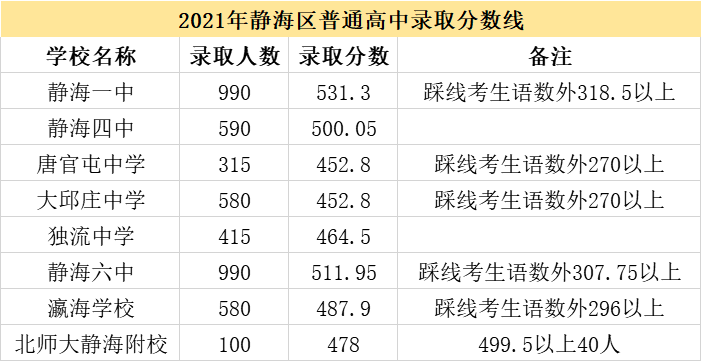 2021年静海区普通高中录取分数线
学校名称 录取人数 录取分数 备注
静海一中 990 531.3 踩线考生语数外318.5以上
静海四中 590 500.05
唐官屯中学 315 452.8 踩线考生语数外270以上
大邱庄中学 580 452.8 踩线考生语数外270以上
独流中学 415 464.5
静海六中 990 511.95 踩线考生语数外307.75以上
瀛海学校 580 487.9 踩线考生语数外296以上
北师大静海附校 100 478 499.5以上40人